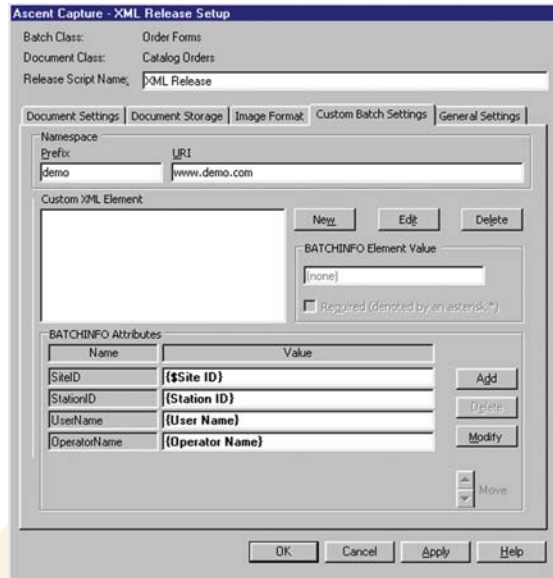 Ascent Capture - XML Release Setup
Batch Class: Order Forms
Document Class: Catalog Orders
Release Script Name: XML Release
Document Settings Document Storage Image Format Custom Batch Settings General Settings
Namespace
Prefix URI
demo www.demo.com
Custom XML Element
New Edit Delete
BATCHINFO Element Value
(none)
Required (denoted by an asterisk.*)
BATCHINFO Attributes
Name Value
SiteID {$Site ID}
StationID {Station ID}
UserName {User Name}
OperatorName {Operator Name}
Add
Delete
Modify
Move
OK Cancel Apply Help